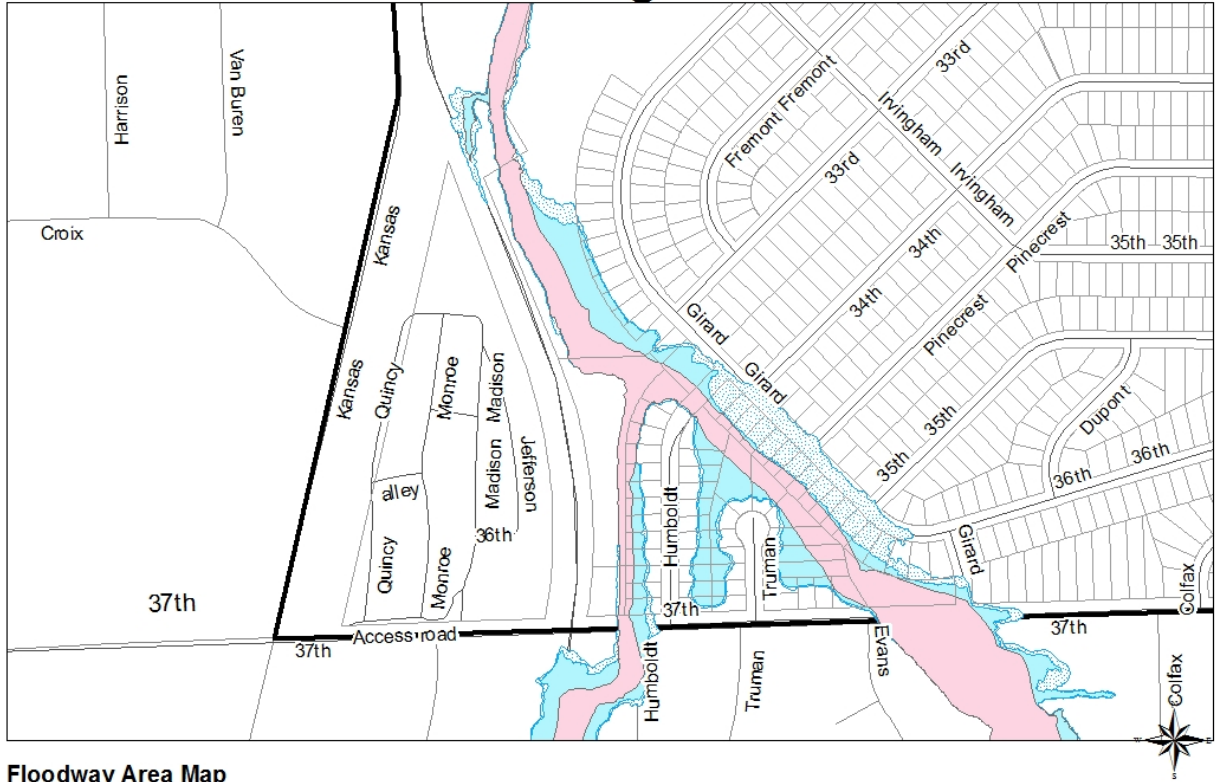 Harrison
Van Buren
Croix
Kansas
Kansas
Quincy
Monroe
Madison
Madison
Jefferson
alley
36th
Quincy
Monroe
37th
Access road
37th
Fremont Fremont
33rd
33rd
Irvingham
Irvingham
34th
34th
Pinecrest
Pinecrest
35th 35th
Girard
Girard
35th
35th
Dupont
36th
36th
Girard
Humboldt
Truman
37th
Humboldt
Truman
Evans
37th
Colfax
Colfax
W
E
S
Floodway Area Map